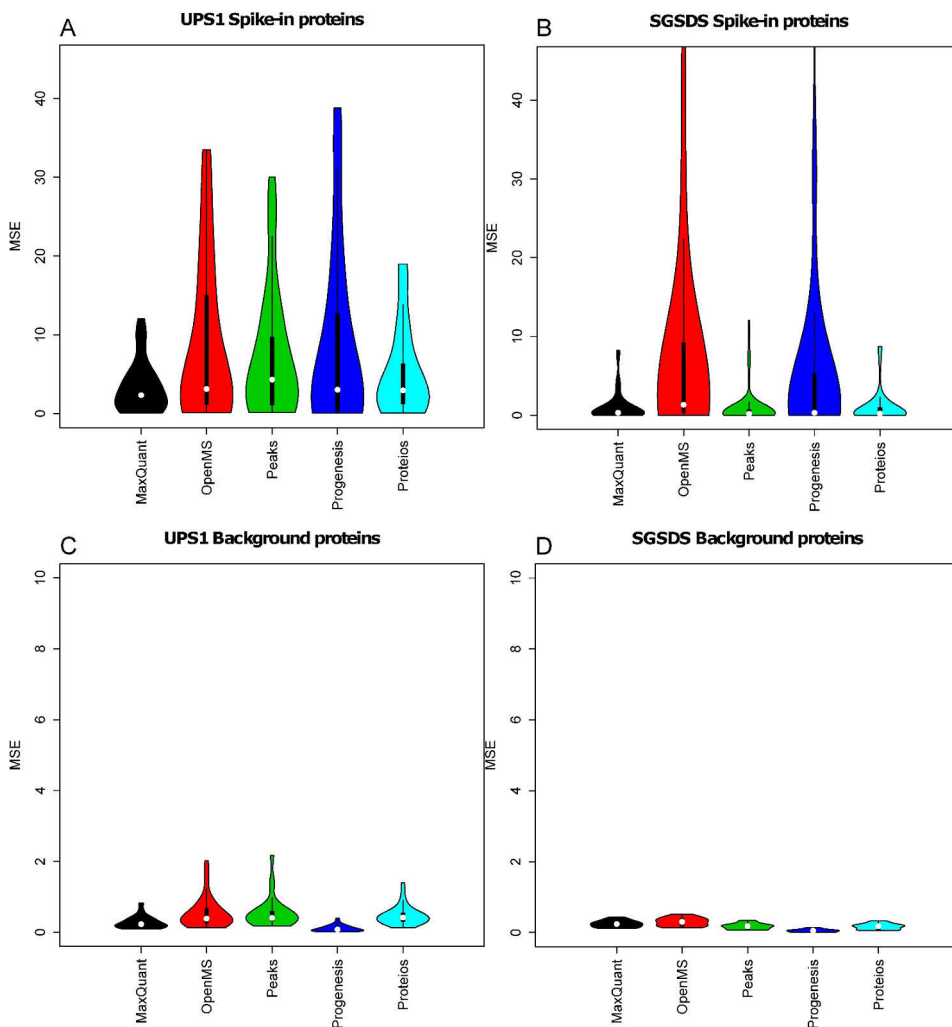 A
UPS1 Spike-in proteins
MSE
40
30
20
10
0
MaxQuant
OpenMS
Peaks
Progenesis
Proteios
B
SGSDS Spike-in proteins
MSE
40
30
20
10
0
MaxQuant
OpenMS
Peaks
Progenesis
Proteios
C
UPS1 Background proteins
MSE
10
8
6
4
2
0
MaxQuant
OpenMS
Peaks
Progenesis
Proteios
D
SGSDS Background proteins
MSE
10
8
6
4
2
0
MaxQuant
OpenMS
Peaks
Progenesis
Proteios